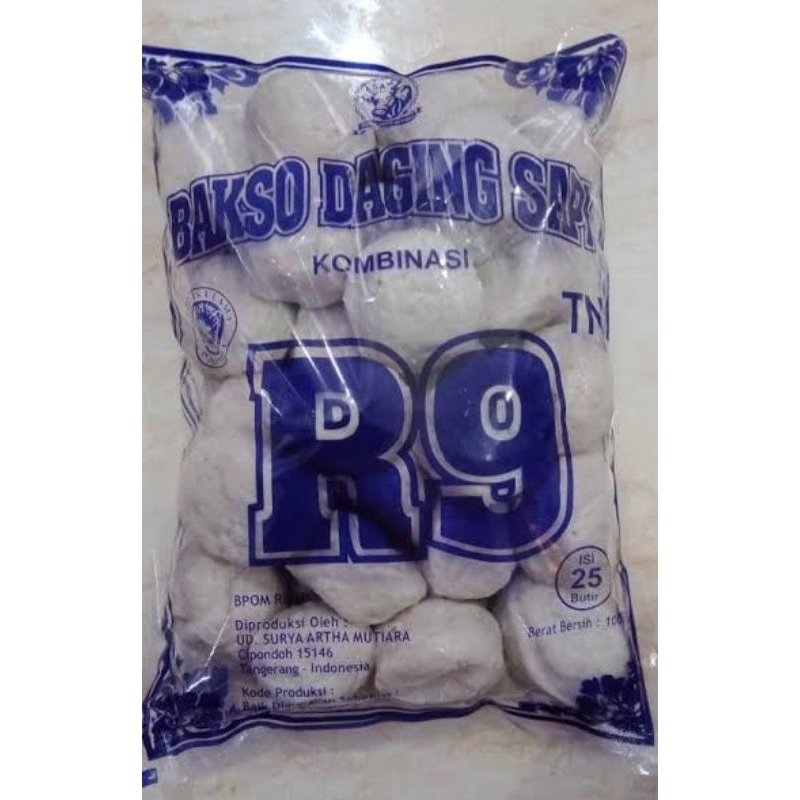 BAKSO DAGING SAPI
KOMBINASI
R9
D O
ISI
25
Butir
BPOM
Diproduksi Oleh :
UD. SURYA ARTHA MUTIARA
Cipondoh 15146
Tangerang - Indonesia
Berat Bersih :
Kode Produksi :
Baik